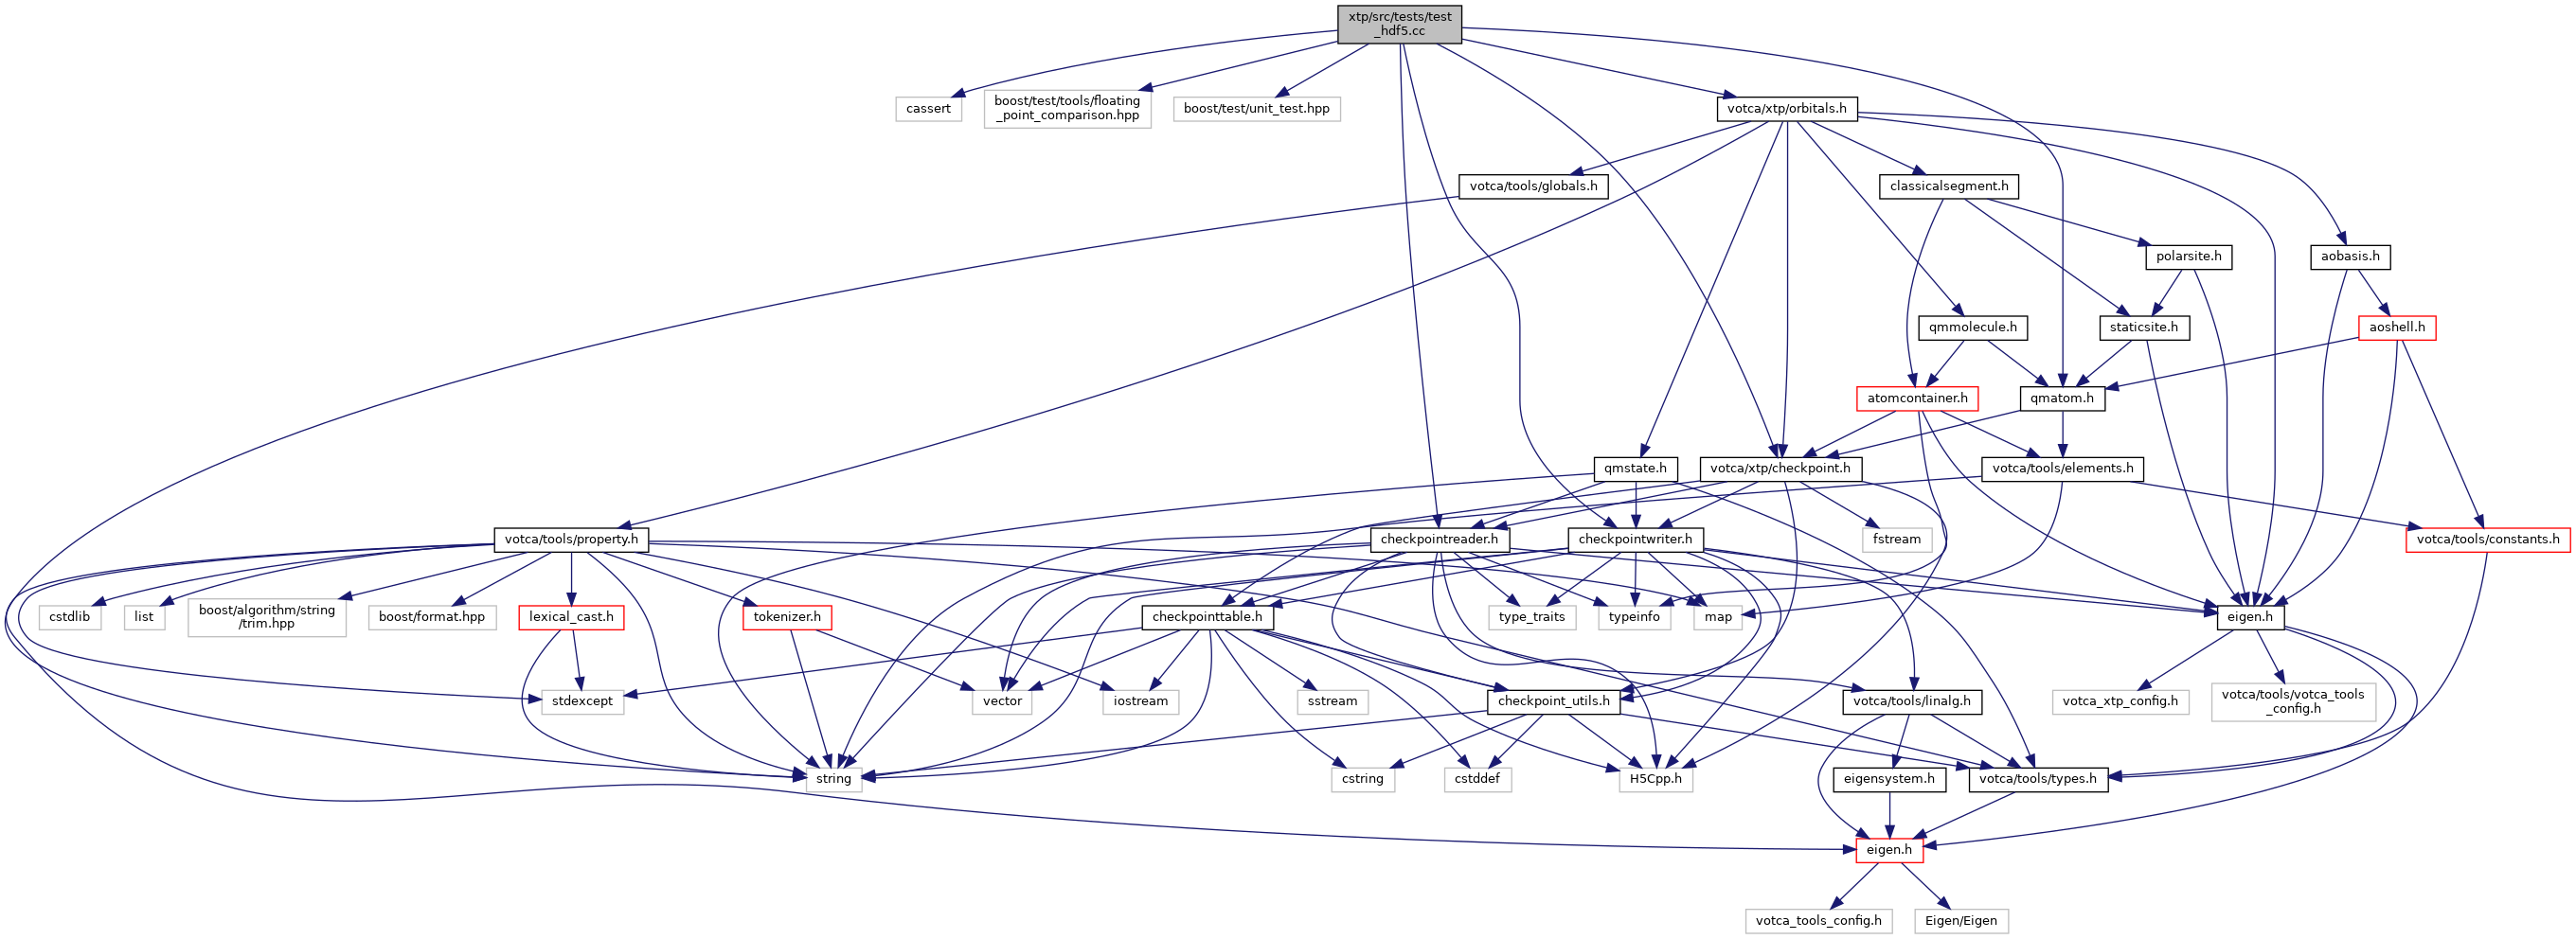 xtp/src/tests/test
_hdf5.cc
cassert
boost/test/tools/floating
_point_comparison.hpp
boost/test/unit_test.hpp
votca/xtp/orbitals.h
votca/tools/globals.h
classicalsegment.h
polarsite.h
aobasis.h
qmmolecule.h
staticsite.h
aoshell.h
atomcontainer.h
qmatom.h
qmstate.h
votca/xtp/checkpoint.h
votca/tools/elements.h
votca/tools/property.h
checkpointreader.h
checkpointwriter.h
fstream
votca/tools/constants.h
cstdlib
list
boost/algorithm/string
/trim.hpp
boost/format.hpp
lexical_cast.h
tokenizer.h
checkpointtable.h
type_traits
typeinfo
map
eigen.h
stdexcept
vector
iostream
sstream
checkpoint_utils.h
votca/tools/linalg.h
votca_xtp_config.h
votca/tools/votca_tools
_config.h
string
cstring
cstddef
H5Cpp.h
eigensystem.h
votca/tools/types.h
eigen.h
votca_tools_config.h
Eigen/Eigen